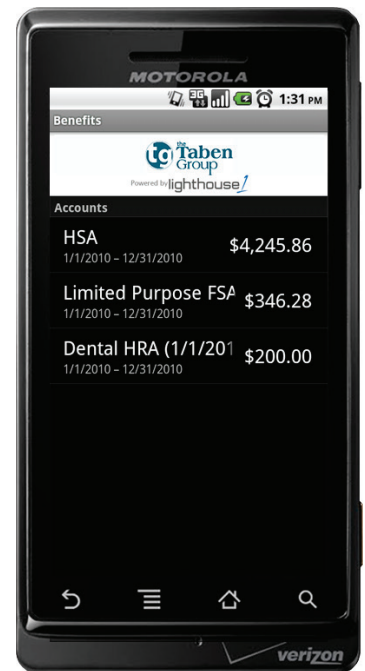 MOTOROLA
3G 1:31 PM
Benefits
tg the Taben Group
Powered by lighthouse1
Accounts
HSA $4,245.86
1/1/2010 – 12/31/2010
Limited Purpose FSA $346.28
1/1/2010 – 12/31/2010
Dental HRA (1/1/201 $200.00
1/1/2010 – 12/31/2010
verizon